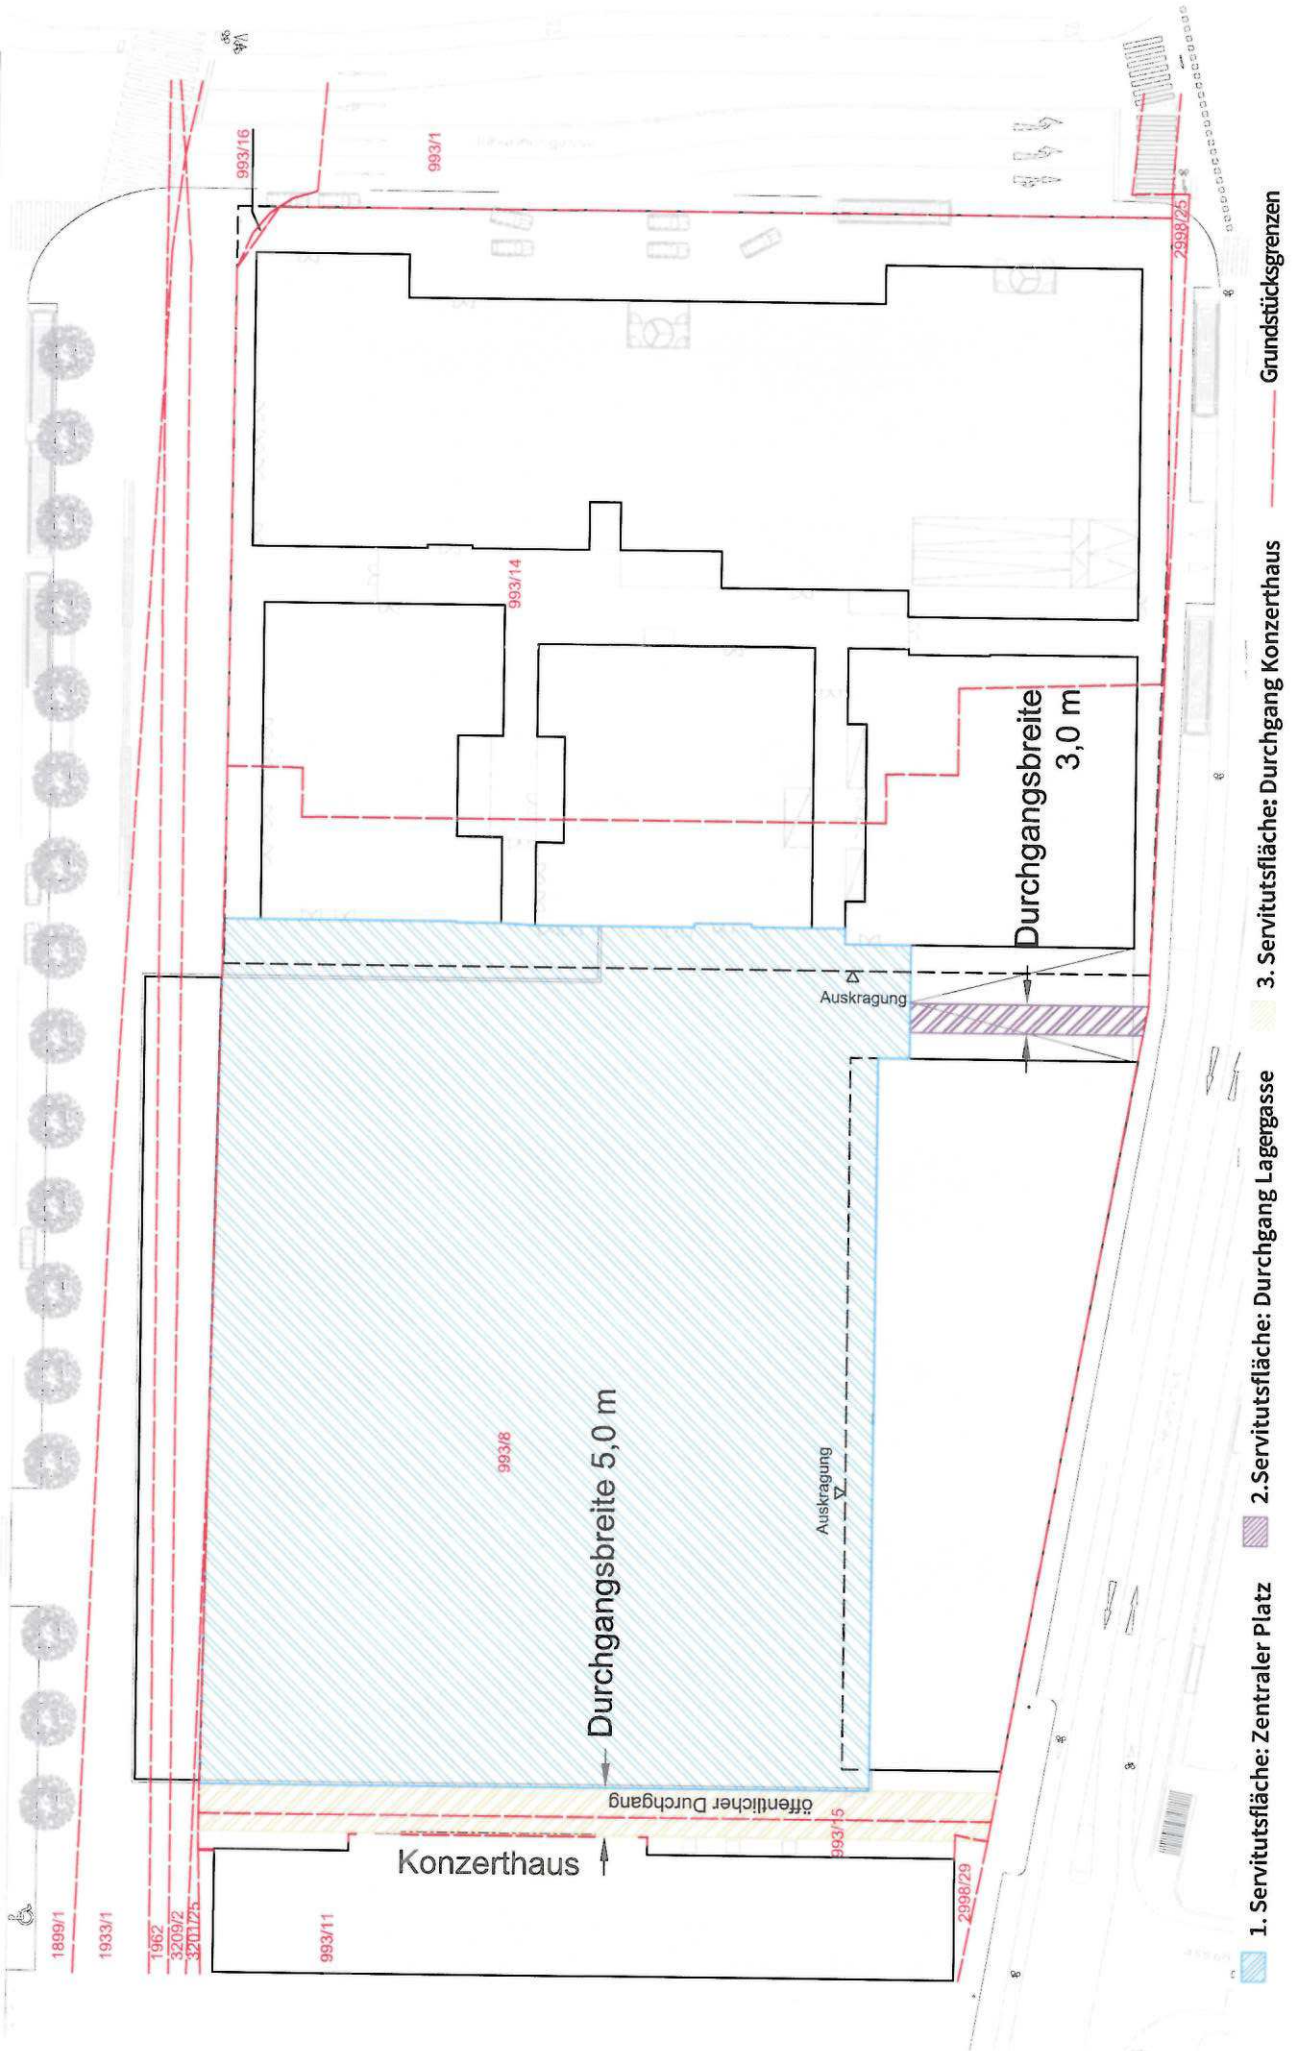 1899/1
1933/1
1962
3209/2
3201/25
993/11
2998/29
Konzerthaus
öffentlicher Durchgang
993/15
Durchgangsbreite 5,0 m
993/8
Auskragung
Auskragung
Durchgangsbreite
3,0 m
993/14
993/16
993/1
2998/25
1. Servitutsfläche: Zentraler Platz
2.Servitutsfläche: Durchgang Lagergasse
3. Servitutsfläche: Durchgang Konzerthaus
Grundstücksgrenzen